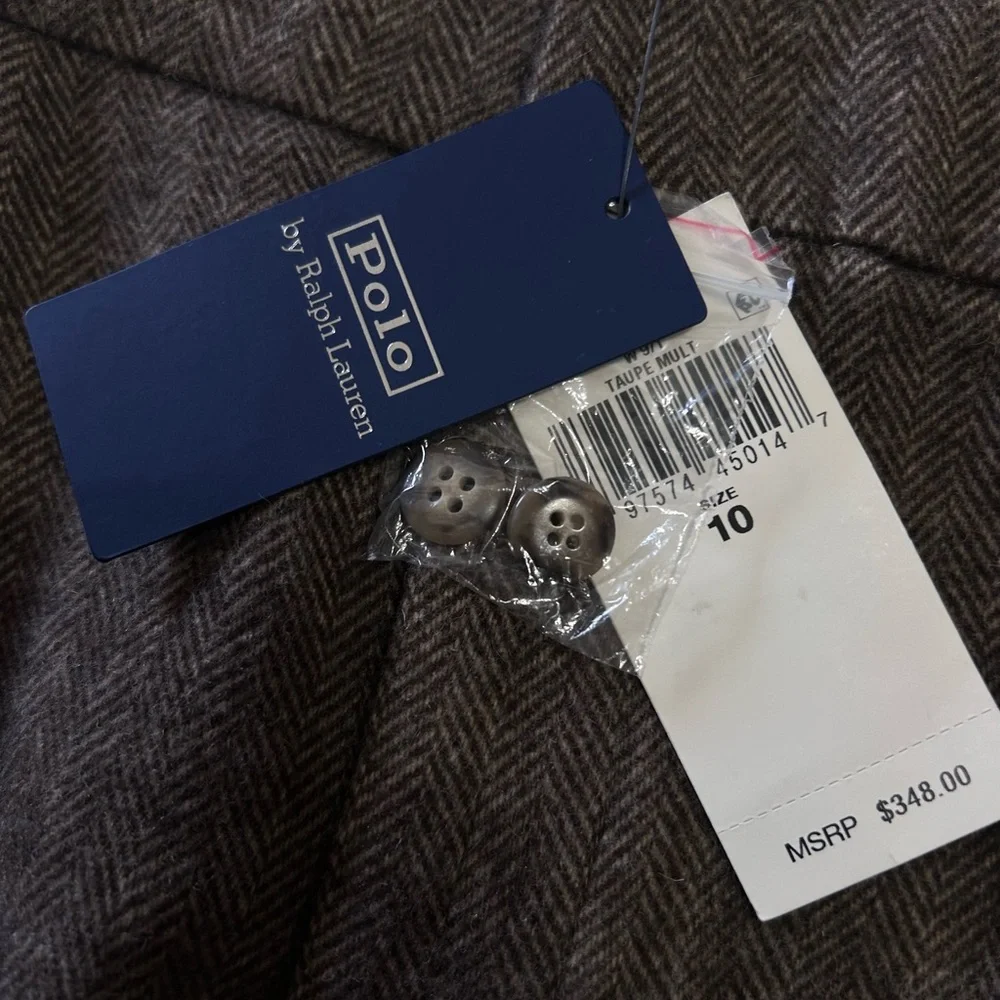 Polo
by Ralph Lauren
TAUPE MULT
97574 45014 7
SIZE
10
MSRP $348.00